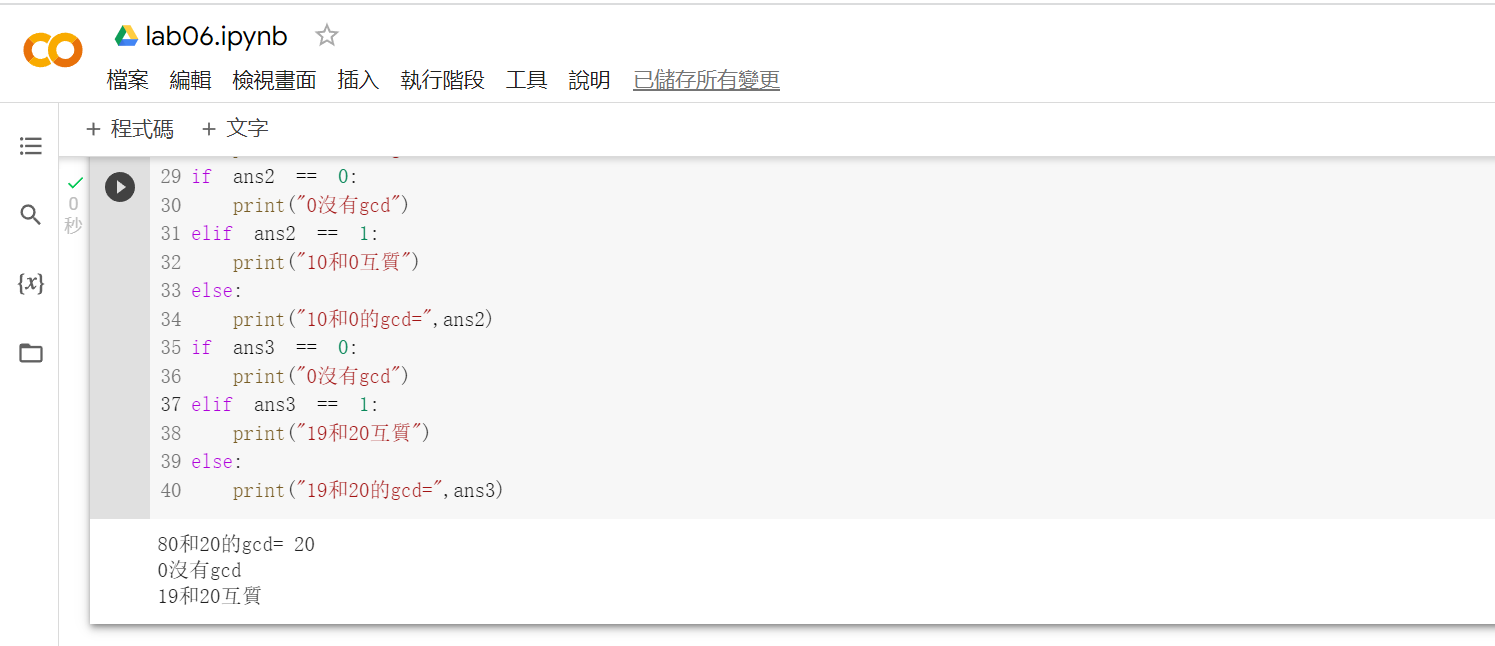 CO lab06.ipynb
檔案 編輯 檢視畫面 插入 執行階段 工具 說明 已儲存所有變更
+ 程式碼 + 文字
{x}
0
秒
29 if ans2 == 0:
30 print("0沒有gcd")
31 elif ans2 == 1:
32 print("10和0互質")
33 else:
34 print("10和0的gcd=",ans2)
35 if ans3 == 0:
36 print("0沒有gcd")
37 elif ans3 == 1:
38 print("19和20互質")
39 else:
40 print("19和20的gcd=",ans3)
80和20的gcd= 20
0沒有gcd
19和20互質